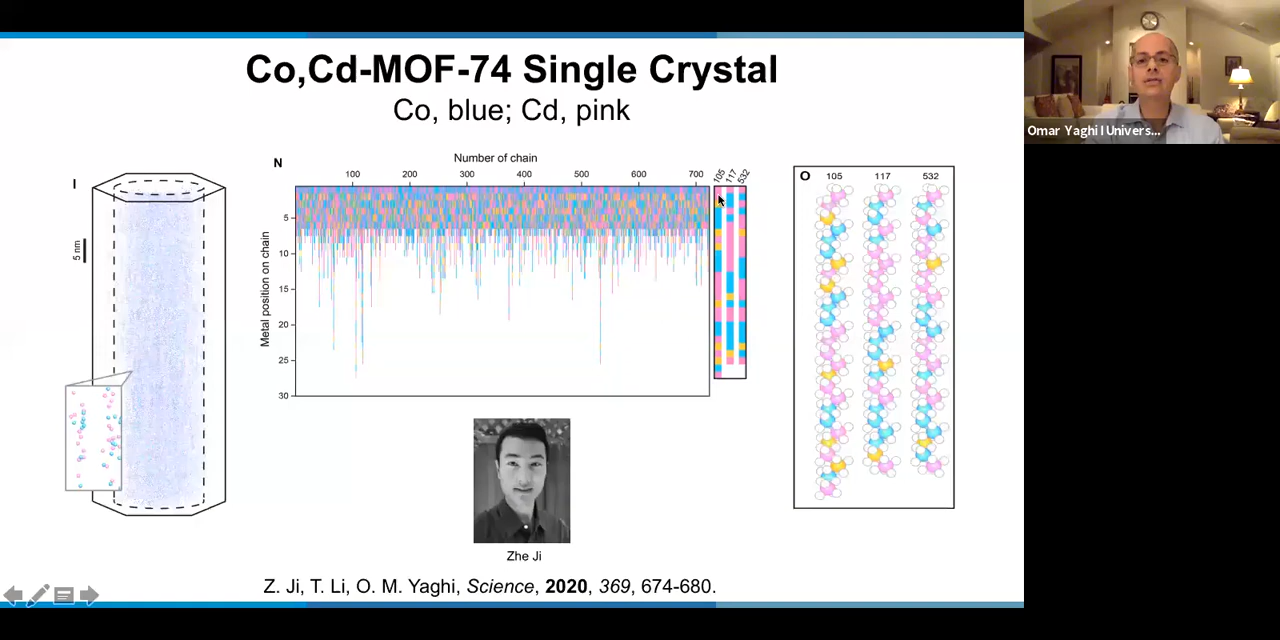 Co,Cd-MOF-74 Single Crystal
Co, blue; Cd, pink
Omar Yaghi I Univers...
I
5 nm
N
Number of chain
100 200 300 400 500 600 700
105 117 532
Metal position on chain
5
10
15
20
25
30
O 105 117 532
Zhe Ji
Z. Ji, T. Li, O. M. Yaghi, Science, 2020, 369, 674-680.